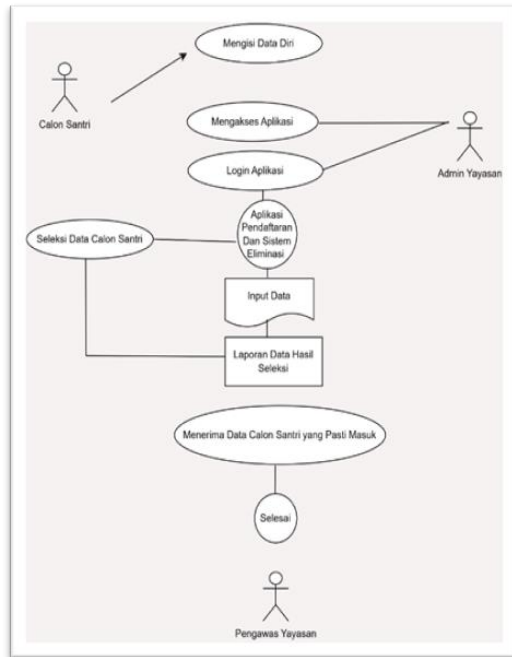 Mengisi Data Diri
Calon Santri
Mengakses Aplikasi
Admin Yayasan
Login Aplikasi
Aplikasi
Pendaftaran
Dan Sistem
Eliminasi
Seleksi Data Calon Santri
Input Data
Laporan Data Hasil
Seleksi
Menerima Data Calon Santri yang Pasti Masuk
Selesai
Pengawas Yayasan